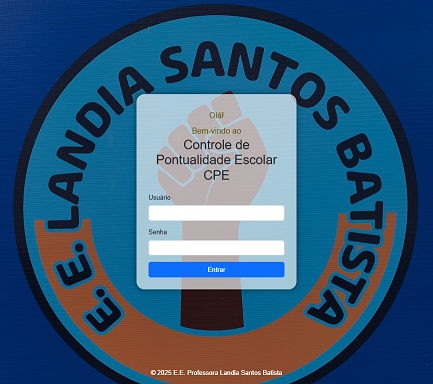 E. E. LANDIA SANTOS BATISTA
Olá!
Bem-vindo ao
Controle de
Pontualidade Escolar
CPE
Usuário
Senha
Entrar
© 2025 E.E. Professora Landia Santos Batista